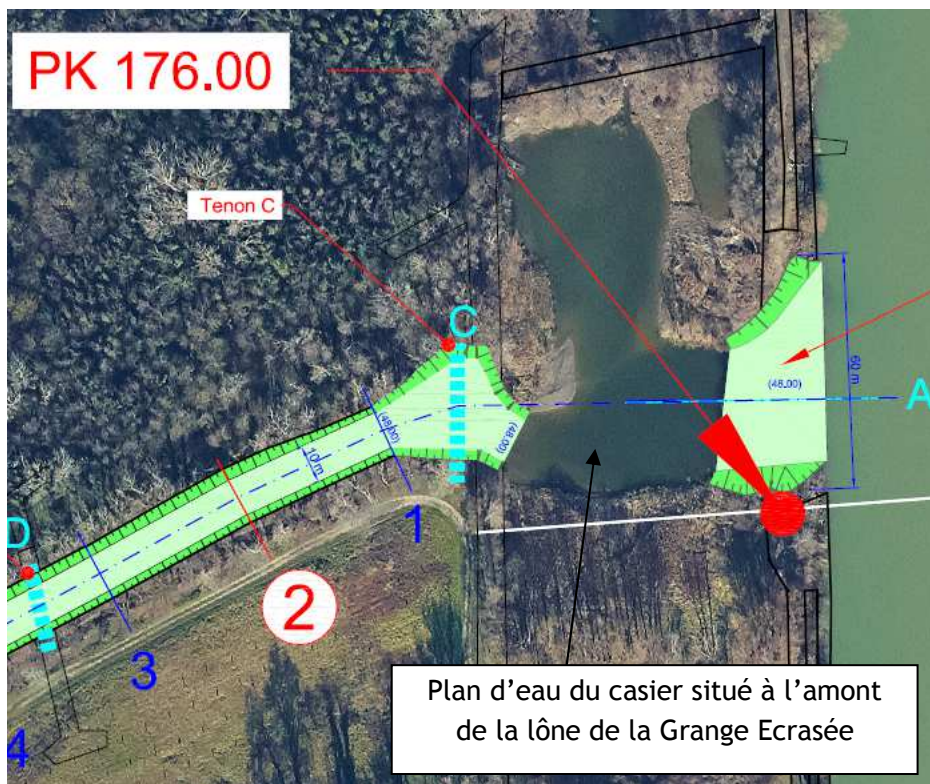 PK 176.00
Tenon C
C
A
60 m
(48.00)
(48.00)
(48.00)
10 m
D
1
2
3
4
Plan d’eau du casier situé à l’amont
de la lône de la Grange Ecrasée